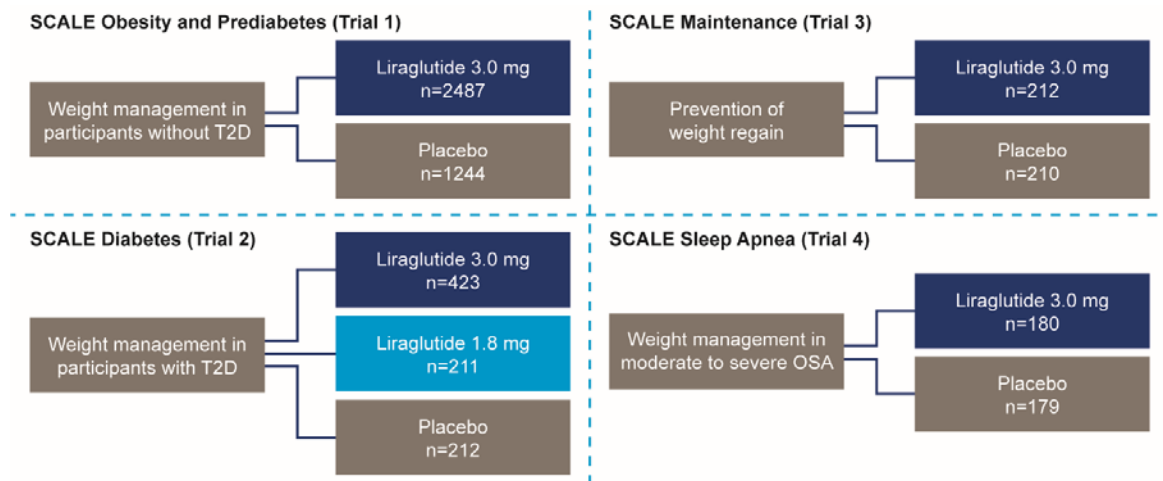 SCALE Obesity and Prediabetes (Trial 1)
Weight management in
participants without T2D
Liraglutide 3.0 mg
n=2487
Placebo
n=1244
SCALE Maintenance (Trial 3)
Prevention of
weight regain
Liraglutide 3.0 mg
n=212
Placebo
n=210
SCALE Diabetes (Trial 2)
Weight management in
participants with T2D
Liraglutide 3.0 mg
n=423
Liraglutide 1.8 mg
n=211
Placebo
n=212
SCALE Sleep Apnea (Trial 4)
Weight management in
moderate to severe OSA
Liraglutide 3.0 mg
n=180
Placebo
n=179